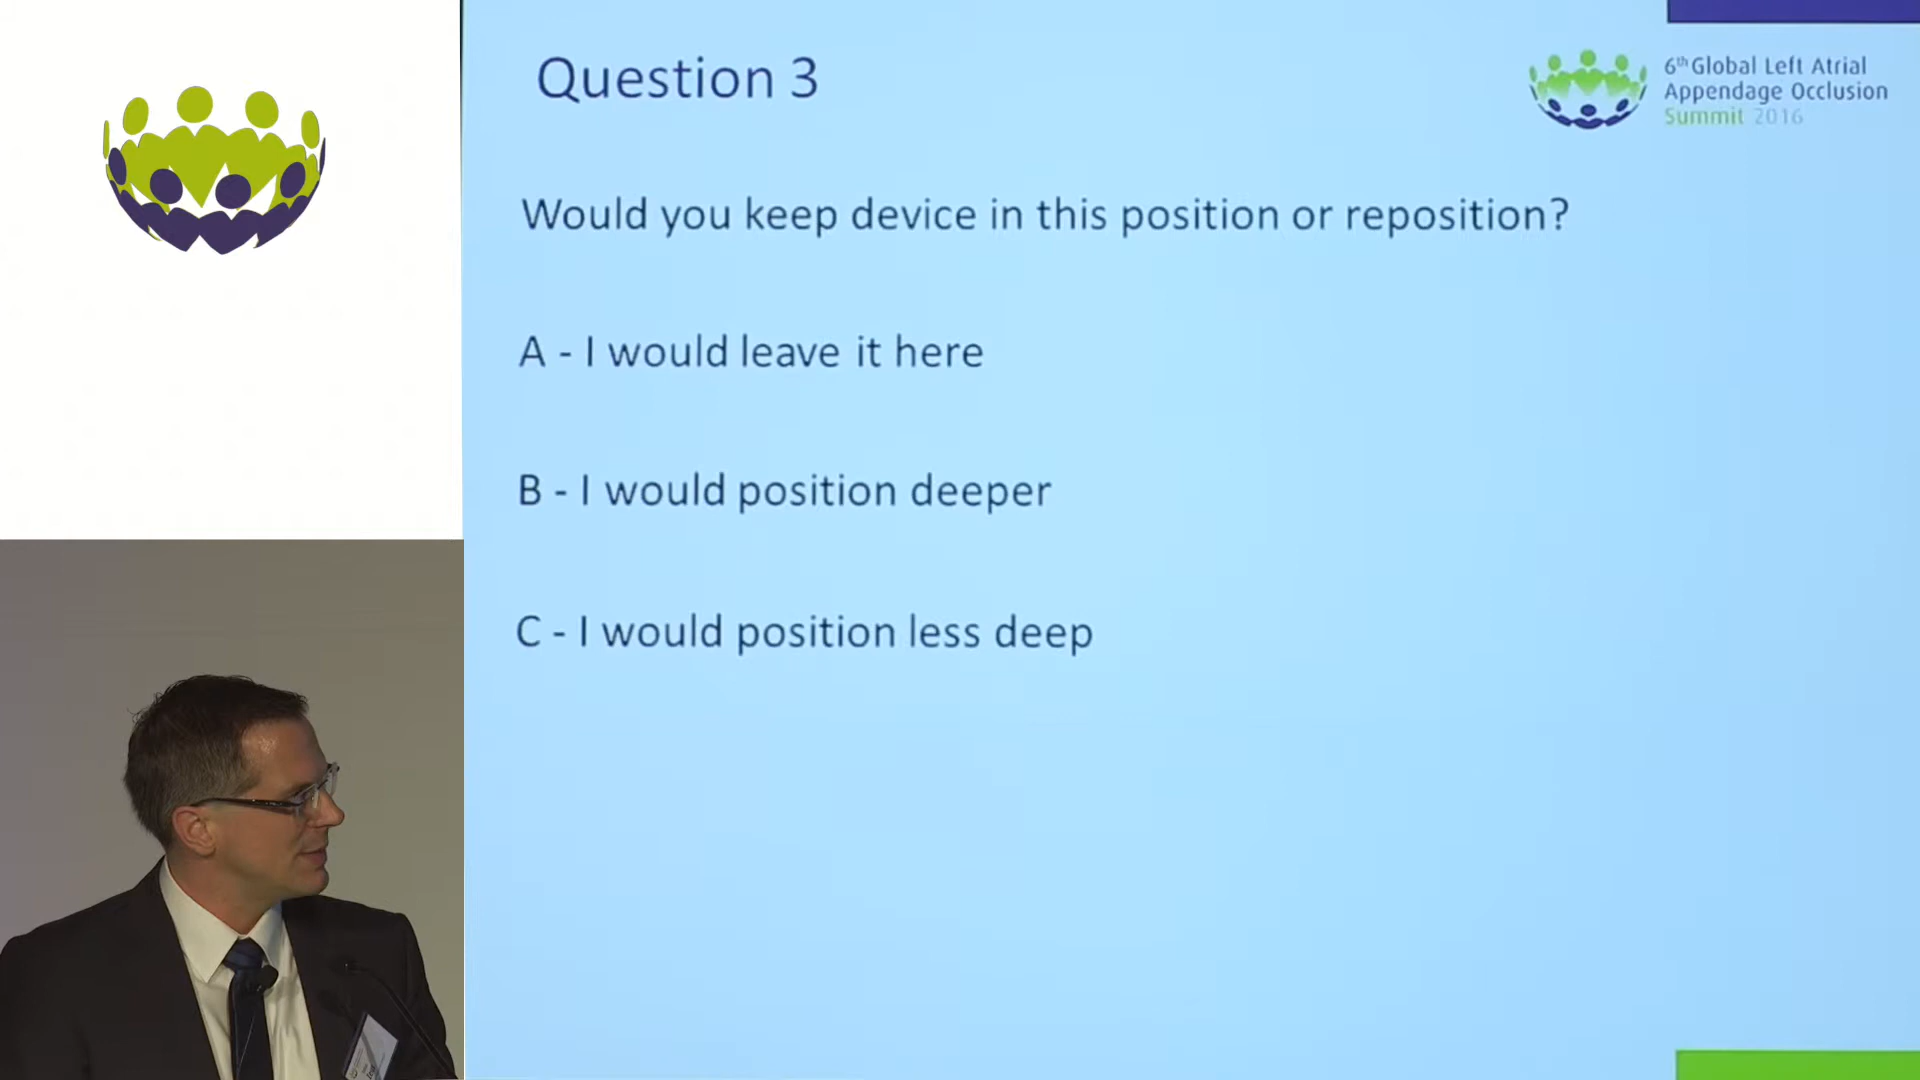 Question 3
6th Global Left Atrial
Appendage Occlusion
Summit 2016
Would you keep device in this position or reposition?
A - I would leave it here
B - I would position deeper
C - I would position less deep